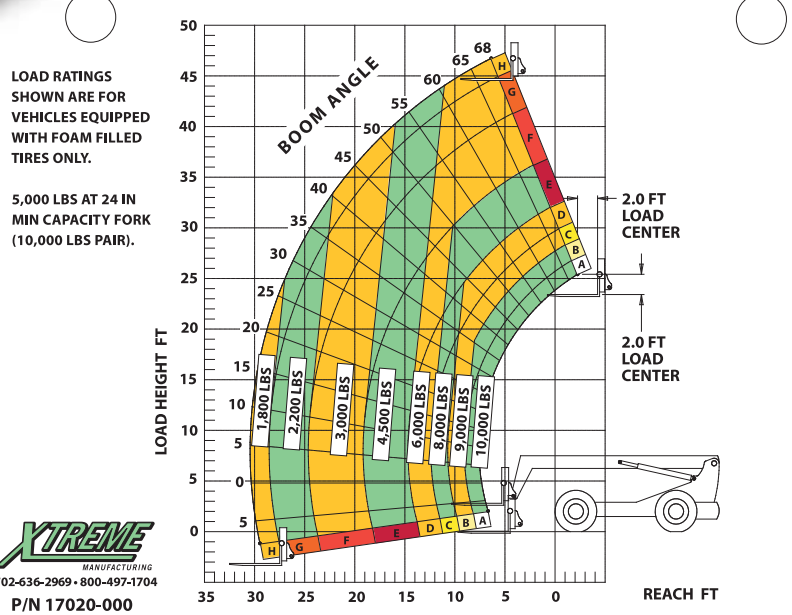 LOAD RATINGS
SHOWN ARE FOR
VEHICLES EQUIPPED
WITH FOAM FILLED
TIRES ONLY.
5,000 LBS AT 24 IN
MIN CAPACITY FORK
(10,000 LBS PAIR).
BOOM ANGLE
68
65
60
55
50
45
40
35
30
25
20
15
10
5
0
5
LOAD HEIGHT FT
50
45
40
35
30
25
20
15
10
5
0
H
G
F
E
D
C
B
A
2.0 FT
LOAD
CENTER
2.0 FT
LOAD
CENTER
1,800 LBS
2,200 LBS
3,000 LBS
4,500 LBS
6,000 LBS
8,000 LBS
9,000 LBS
10,000 LBS
H G F E D C B A
35 30 25 20 15 10 5 0
REACH FT
XTREME
MANUFACTURING
02-636-2969 • 800-497-1704
P/N 17020-000